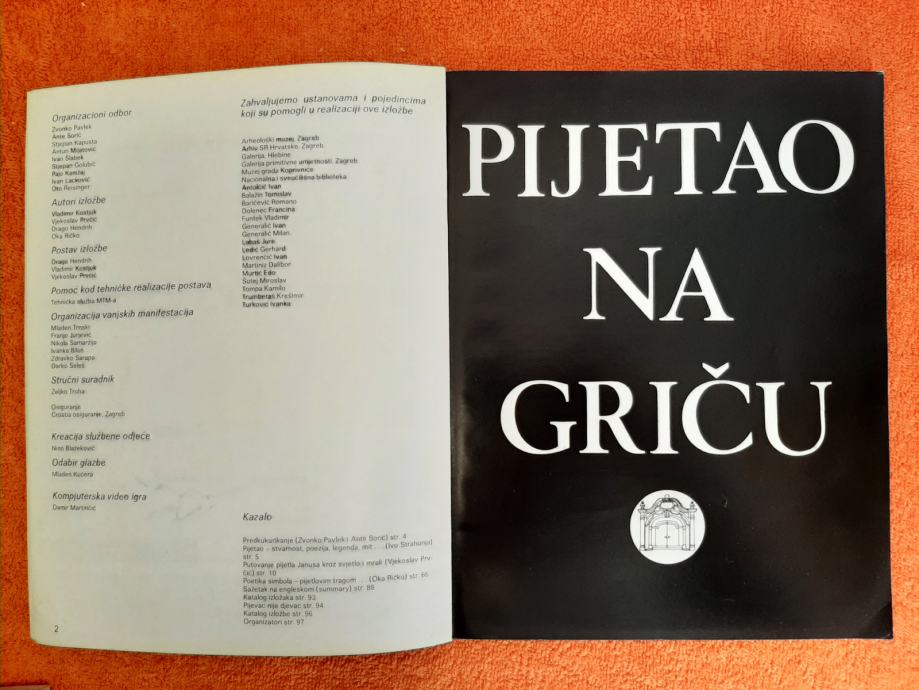 Organizacioni odbor
Zvonko Pavlek
Ante Sorić
Stjepan Kapusta
Antun Mijatović
Ivan Šlabek
Stjepan Golubić
Pajo Kanižaj
Ivan Lacković
Oto Reisinger
Autori izložbe
Vladimir Kostjuk
Vjekoslav Prvčić
Drago Hendrih
Oka Ričko
Postav izložbe
Drago Hendrih
Vladimir Kostjuk
Vjekoslav Prvčić
Pomoć kod tehničke realizacije postava
Tehnička služba MTM-a
Organizacija vanjskih manifestacija
Mladen Trnski
Franjo Jurjević
Nikola Samaržija
Ivanka Biluš
Zdravko Šarapa
Darko Seleš
Stručni suradnik
Željko Troha
Osiguranje
Croatia osiguranje, Zagreb
Kreacija službene odjeće
Nino Blažeković
Odabir glazbe
Mladen Kučera
Kompjuterska video igra
Damir Martinčić
2
Zahvaljujemo ustanovama i pojedincima
koji su pomogli u realizaciji ove izložbe
Arheološki muzej, Zagreb
Arhiv SR Hrvatske, Zagreb
Galerija, Hlebine
Galerija primitivne umjetnosti, Zagreb
Muzej grada Koprivnice
Nacionalna i sveučilišna biblioteka
Antolčić Ivan
Balažin Tomislav
Baričević Romano
Dolenec Francina
Funtek Vladimir
Generalić Ivan
Generalić Milan
Labaš Jure
Ledić Gerhard
Lovrenčić Ivan
Martiniz Dalibor
Murtić Edo
Šutej Miroslav
Tompa Kamilo
Trumbetaš Krešimir
Turković Ivanka
Kazalo
Predkukurikanje (Zvonko Pavlek i Ante Sorić) str. 4
Pijetao – stvarnost, poezija, legenda, mit . . . (Ivo Strahonja)
str. 5
Putovanje pijetla Janusa kroz svjetlo i mrak (Vjekoslav Prv-
čić) str. 10
Poetika simbola – pijetlovim tragom . . . (Oka Ričko) str. 66
Sažetak na engleskom (summary) str. 88
Katalog izložaka str. 93
Pijevac nije djevac str. 94
Katalog izložbe str. 96
Organizatori str. 97
PIJETAO
NA
GRIČU